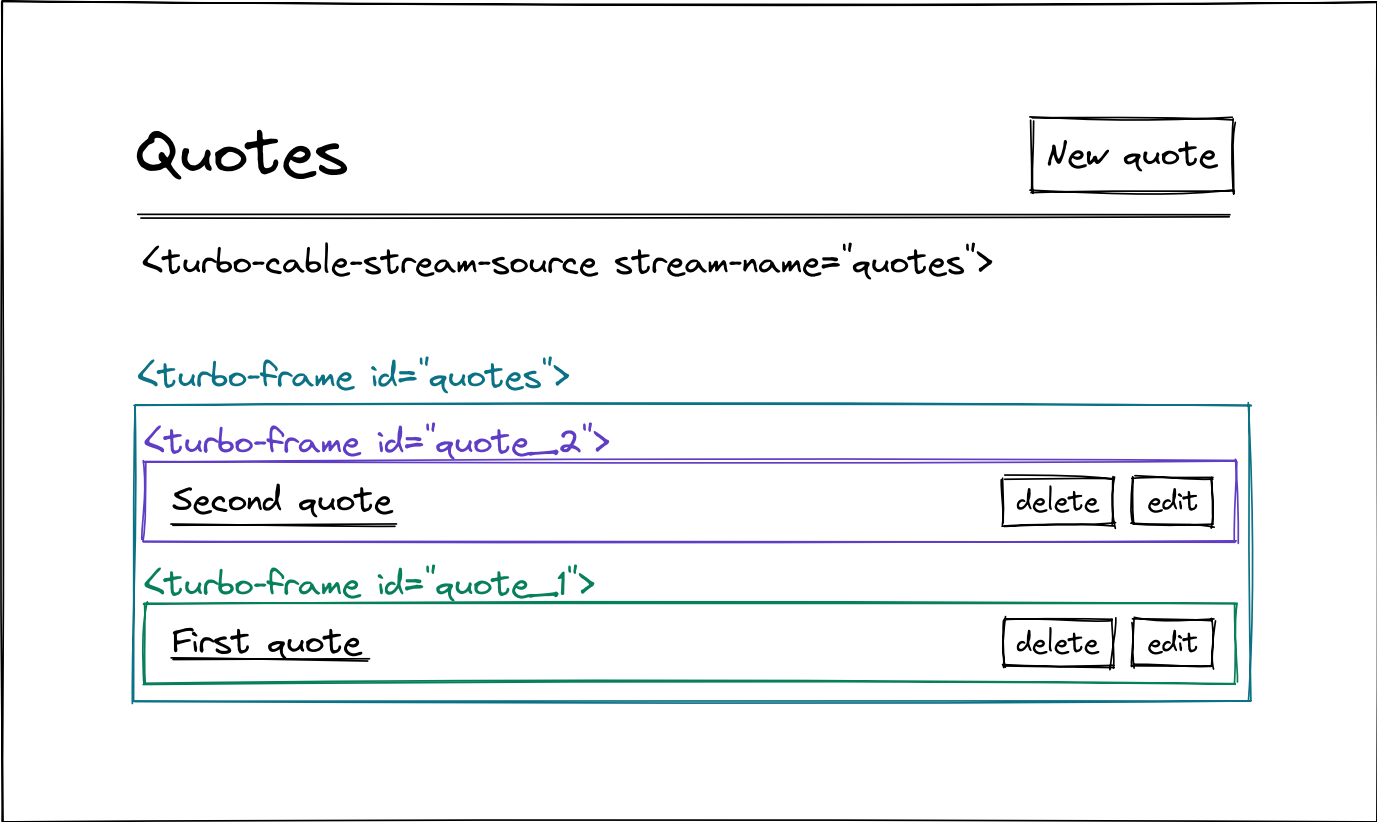 Quotes
New quote
<turbo-cable-stream-source stream-name="quotes">
<turbo-frame id="quotes">
<turbo-frame id="quote_2">
Second quote delete edit
<turbo-frame id="quote_1">
First quote delete edit